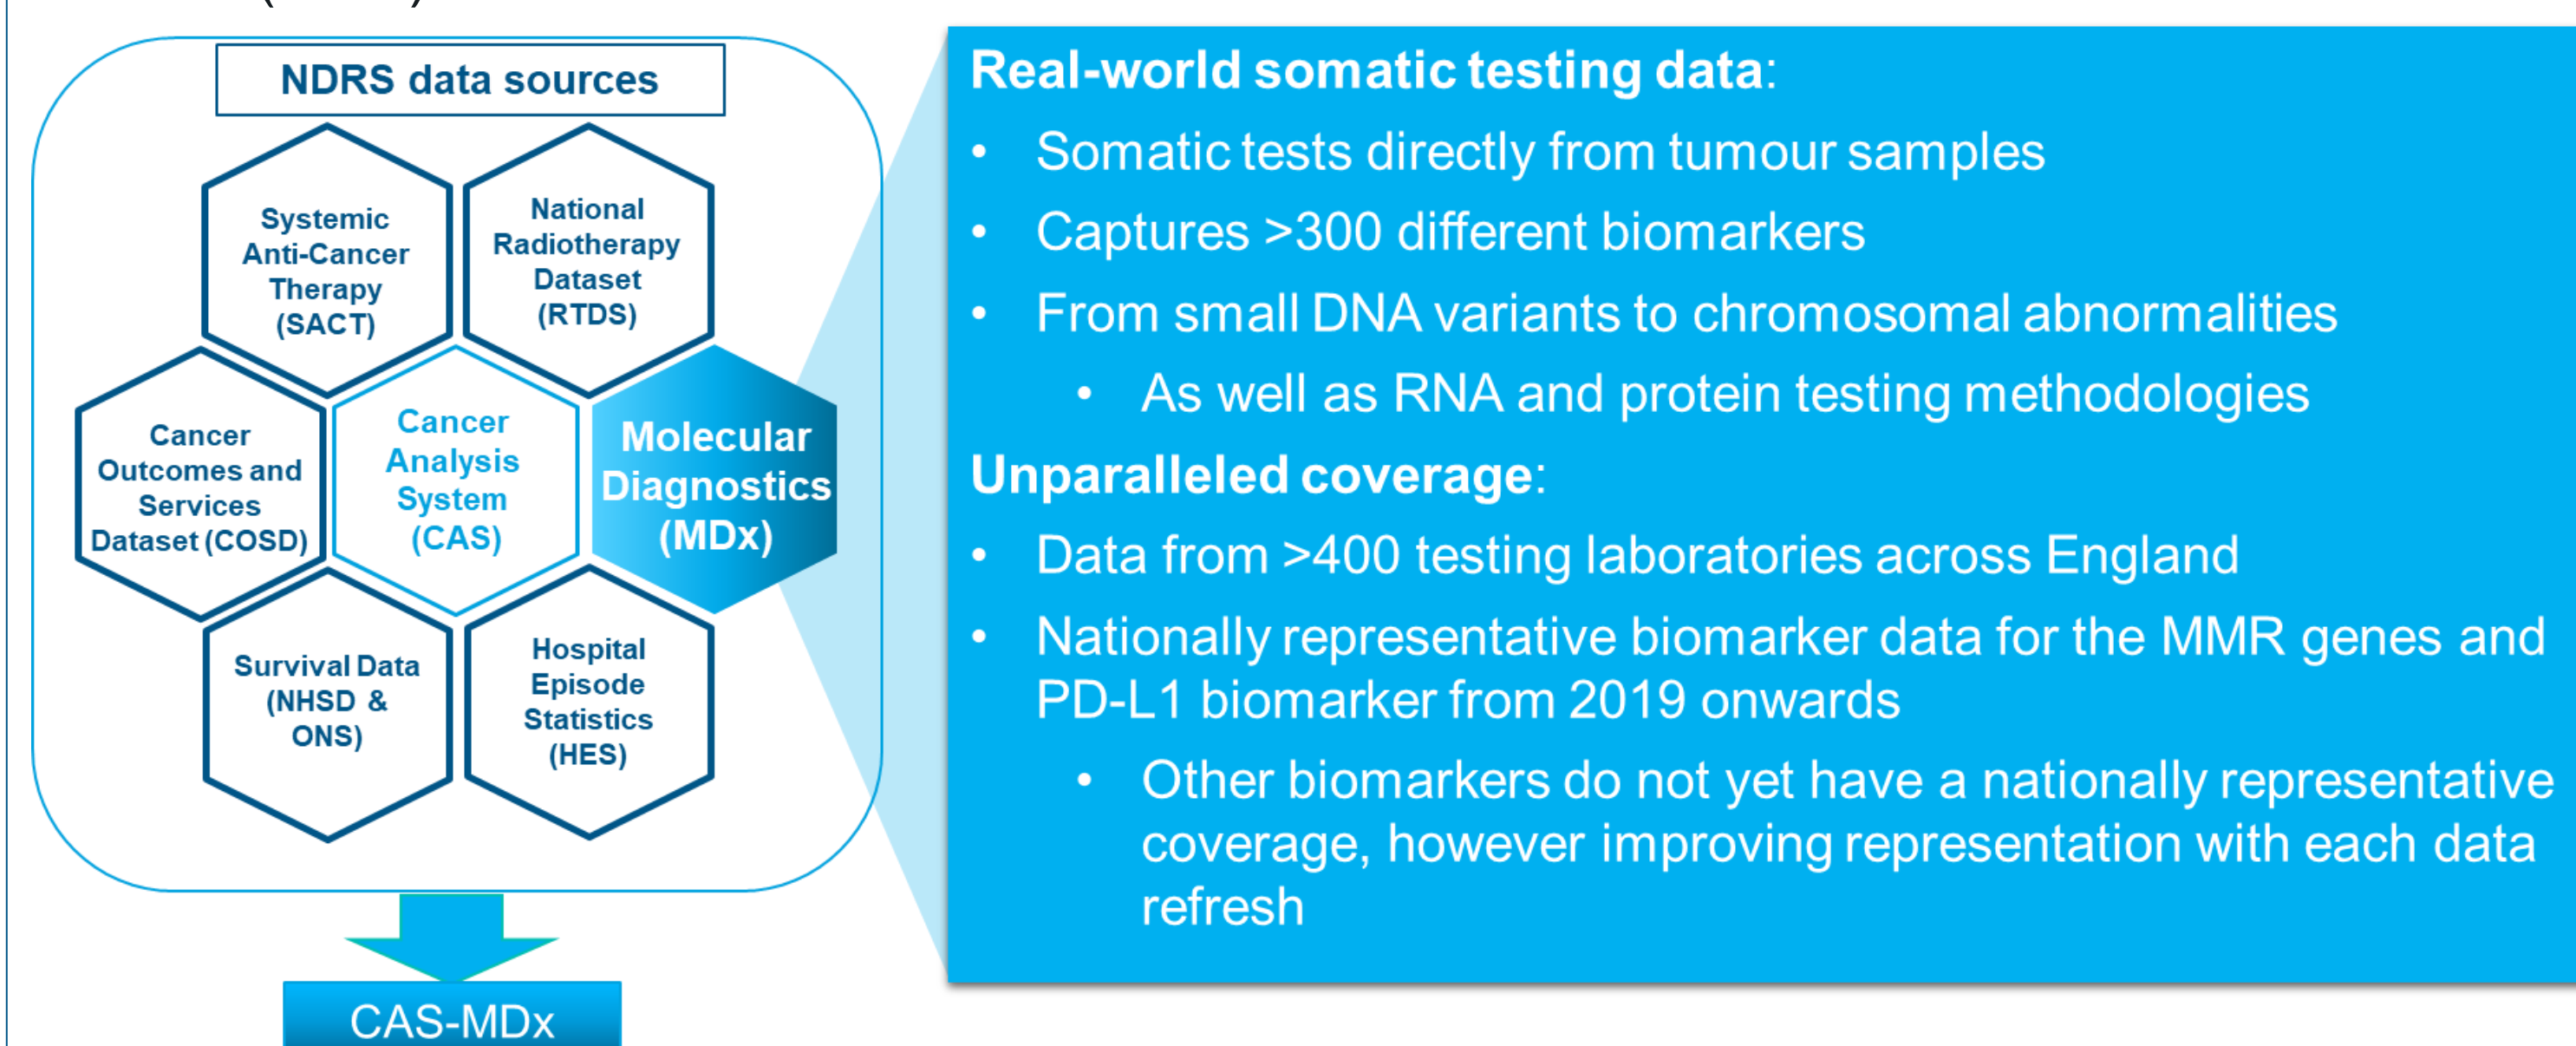 NDRS data sources
Systemic
Anti-Cancer
Therapy
(SACT)
National
Radiotherapy
Dataset
(RTDS)
Cancer
Outcomes and
Services
Dataset (COSD)
Cancer
Analysis
System
(CAS)
Molecular
Diagnostics
(MDx)
Survival Data
(NHSD &
ONS)
Hospital
Episode
Statistics
(HES)
CAS-MDx
Real-world somatic testing data:
• Somatic tests directly from tumour samples
• Captures >300 different biomarkers
• From small DNA variants to chromosomal abnormalities
• As well as RNA and protein testing methodologies
Unparalleled coverage:
• Data from >400 testing laboratories across England
• Nationally representative biomarker data for the MMR genes and
PD-L1 biomarker from 2019 onwards
• Other biomarkers do not yet have a nationally representative
coverage, however improving representation with each data
refresh